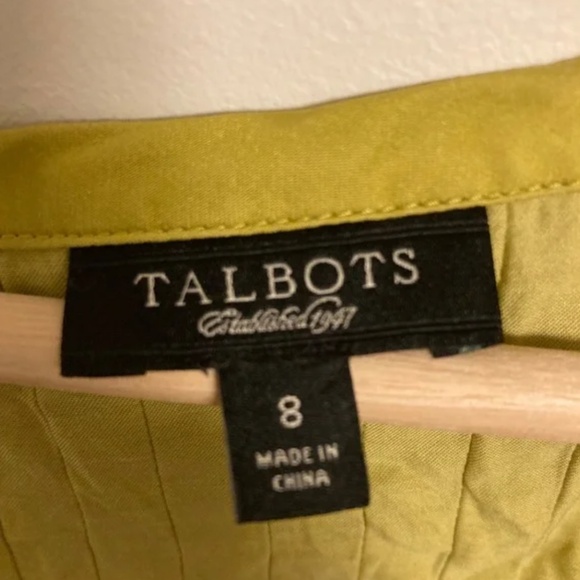 TALBOTS
Established 1947
8
MADE IN
CHINA